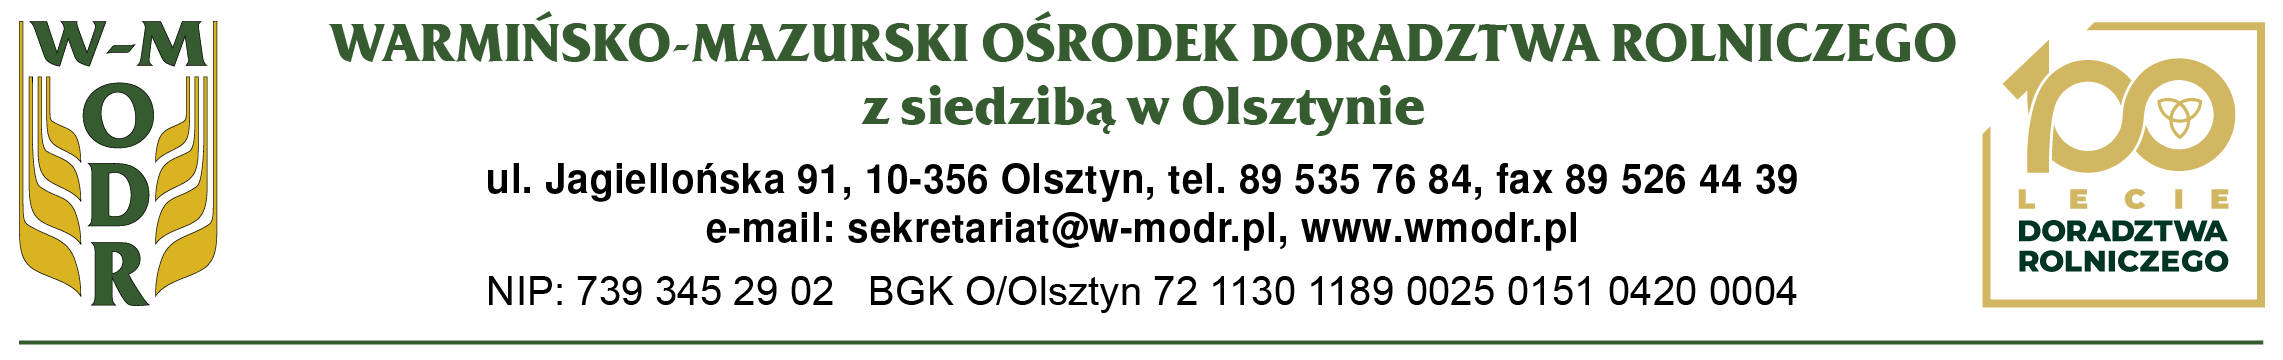 W-M
O
D
R
WARMIŃSKO-MAZURSKI OŚRODEK DORADZTWA ROLNICZEGO
z siedzibą w Olsztynie
ul. Jagiellońska 91, 10-356 Olsztyn, tel. 89 535 76 84, fax 89 526 44 39
e-mail: sekretariat@w-modr.pl, www.wmodr.pl
NIP: 739 345 29 02 BGK O/Olsztyn 72 1130 1189 0025 0151 0420 0004
100
LECIE
DORADZTWA
ROLNICZEGO